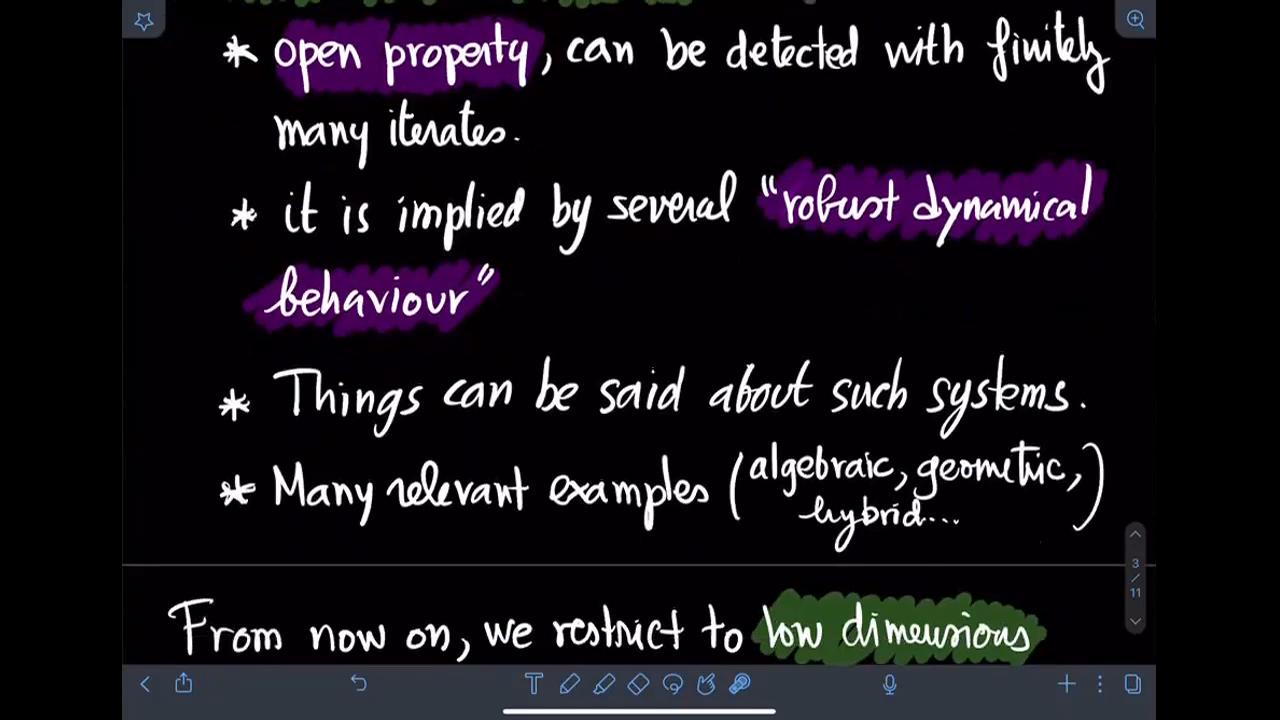 * open property, can be detected with finitely
many iterates.
* it is implied by several "robust dynamical
behaviour"
* Things can be said about such systems.
* Many relevant examples (algebraic, geometric,
hybrid...)
3
/
11
From now on, we restrict to low dimensions
T